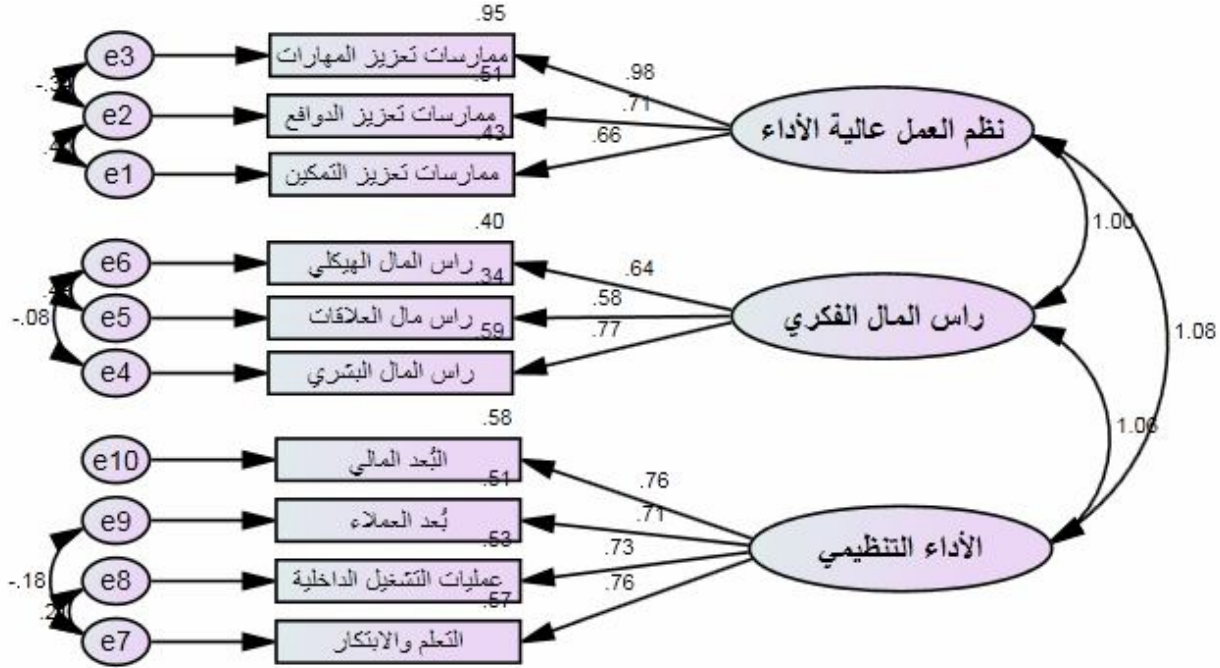 .95
e3
ممارسات تعزيز المهارات
.98
.51
e2
ممارسات تعزيز الدوافع
.71
نظم العمل عالية الأداء
.43
e1
ممارسات تعزيز التمكين
.66
1.00
.40
e6
راس المال الهيكلي
.64
.34
-.08
e5
راس مال العلاقات
.58
راس المال الفكري
1.08
.59
e4
راس المال البشري
.77
.58
1.06
e10
البُعد المالي
.76
.51
e9
بُعد العملاء
.71
الأداء التنظيمي
.53
-.18
e8
عمليات التشغيل الداخلية
.73
.57
e7
التعلم والابتكار
.76